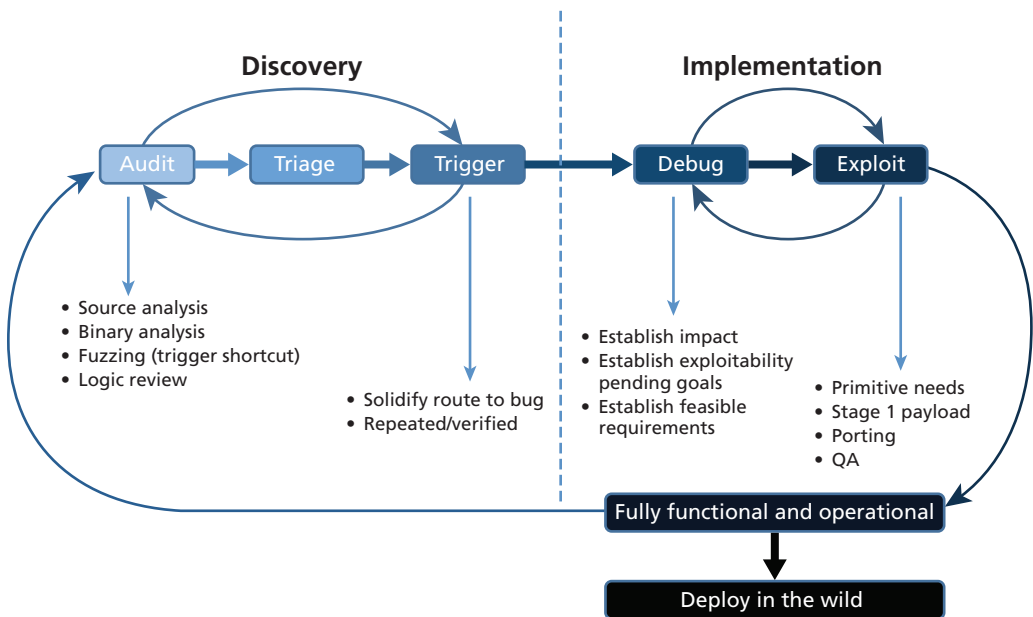 Discovery
Implementation
Audit
Triage
Trigger
Debug
Exploit
• Source analysis
• Binary analysis
• Fuzzing (trigger shortcut)
• Logic review
• Solidify route to bug
• Repeated/verified
• Establish impact
• Establish exploitability
pending goals
• Establish feasible
requirements
• Primitive needs
• Stage 1 payload
• Porting
• QA
Fully functional and operational
Deploy in the wild